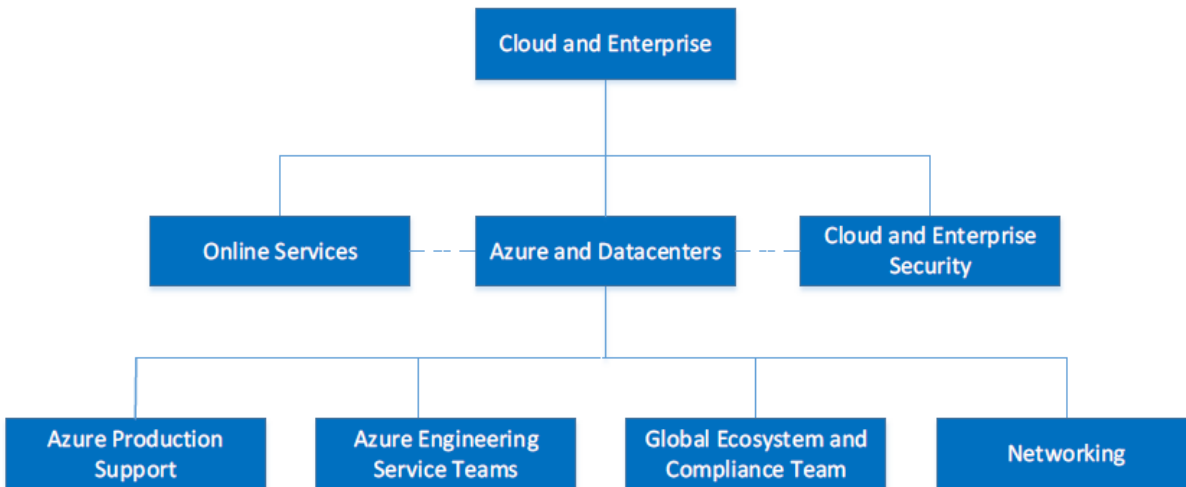 Cloud and Enterprise
Online Services
Azure and Datacenters
Cloud and Enterprise
Security
Azure Production
Support
Azure Engineering
Service Teams
Global Ecosystem and
Compliance Team
Networking